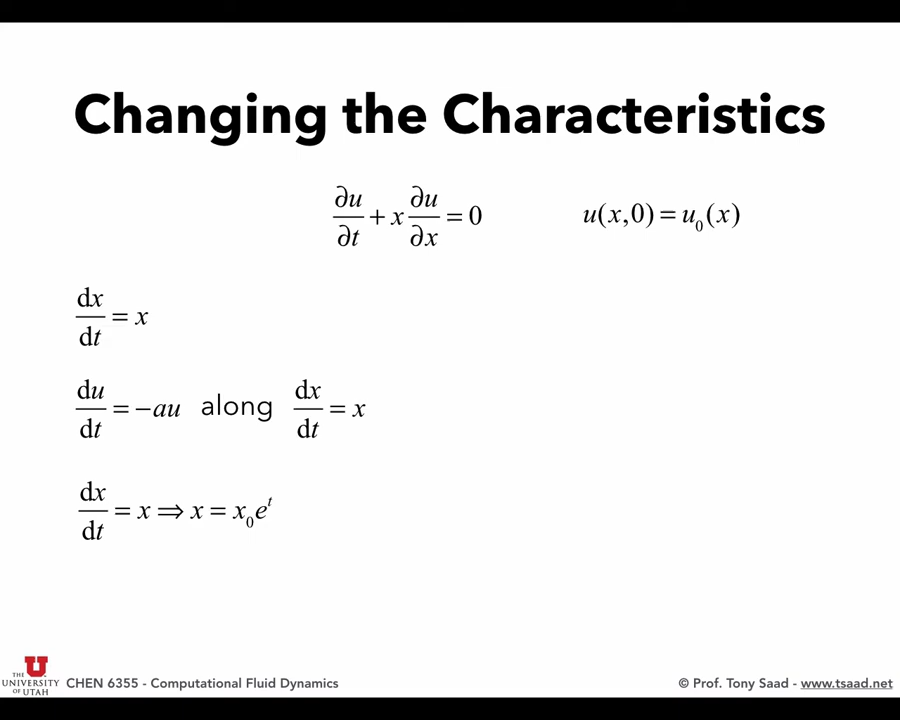 Changing the Characteristics
∂u/∂t + x ∂u/∂x = 0    u(x,0) = u₀(x)
dx/dt = x
du/dt = −au along dx/dt = x
dx/dt = x ⇒ x = x₀eᵗ
THE UNIVERSITY OF UTAH
CHEN 6355 - Computational Fluid Dynamics
© Prof. Tony Saad - www.tsaad.net